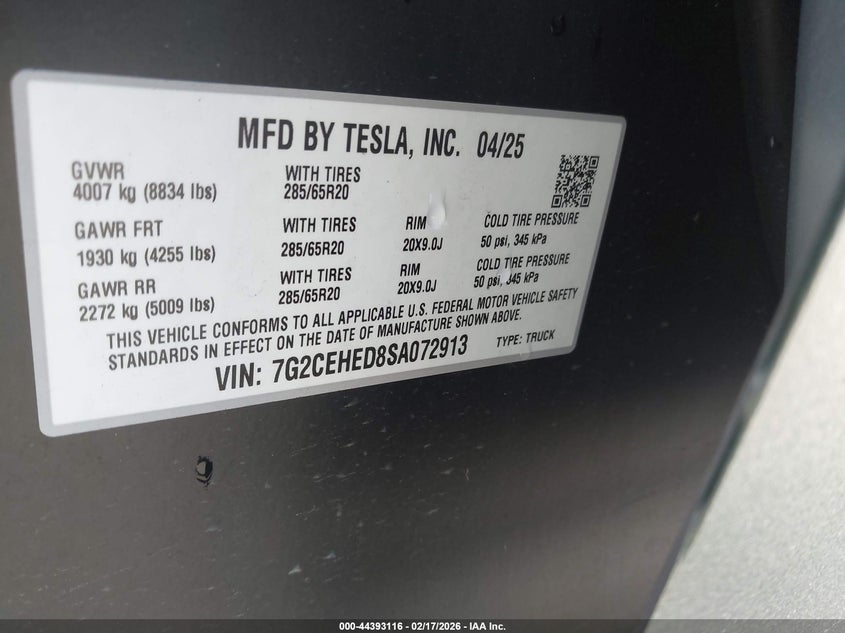 MFD BY TESLA, INC. 04/25
GVWR WITH TIRES
4007 kg (8834 lbs) 285/65R20
GAWR FRT WITH TIRES RIM COLD TIRE PRESSURE
1930 kg (4255 lbs) 285/65R20 20X9.0J 50 psi, 345 kPa
GAWR RR WITH TIRES RIM COLD TIRE PRESSURE
2272 kg (5009 lbs) 285/65R20 20X9.0J 50 psi, 345 kPa
THIS VEHICLE CONFORMS TO ALL APPLICABLE U.S. FEDERAL MOTOR VEHICLE SAFETY
STANDARDS IN EFFECT ON THE DATE OF MANUFACTURE SHOWN ABOVE.
VIN: 7G2CEHED8SA072913 TYPE: TRUCK
000-44393116 - 02/17/2026 - IAA Inc.